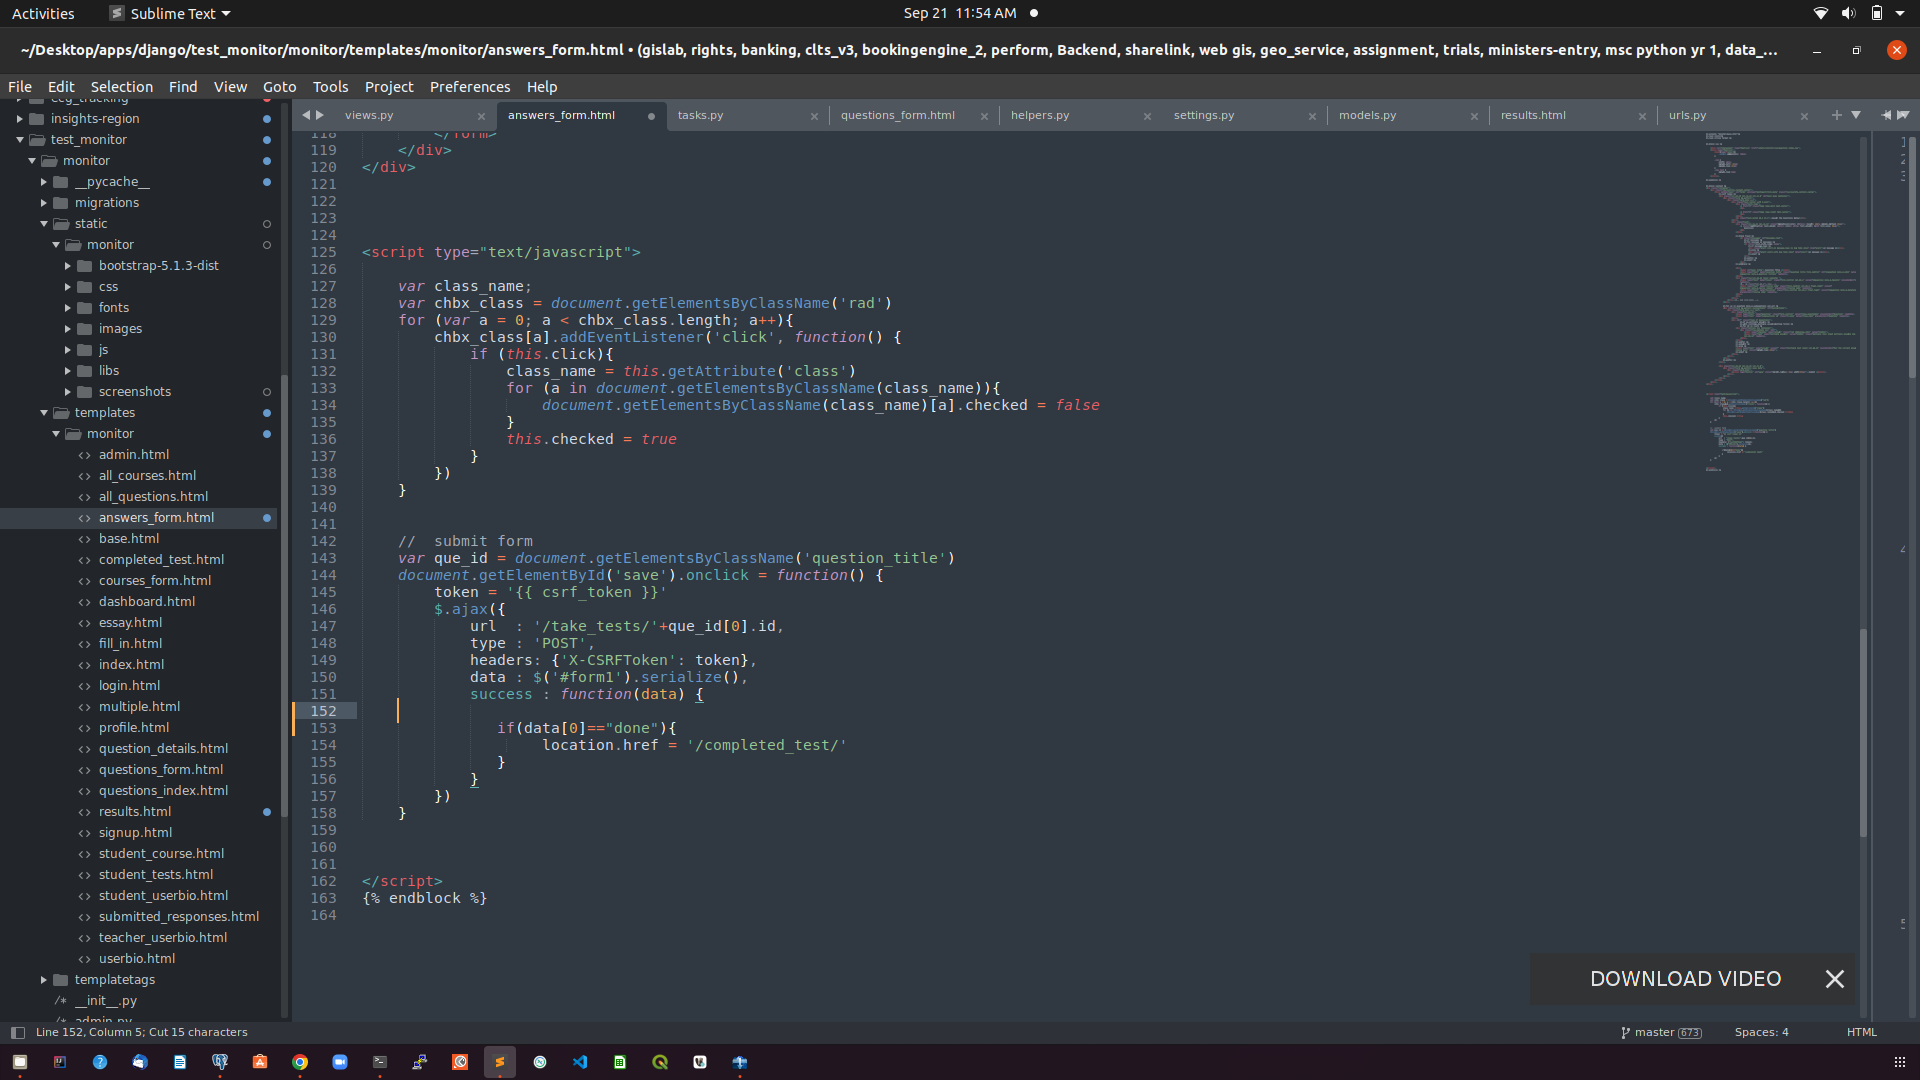 Activities
Sublime Text
Sep 21 11:54 AM
~/Desktop/apps/django/test_monitor/monitor/templates/monitor/answers_form.html • (gislab, rights, banking, clts_v3, bookingengine_2, perform, Backend, sharelink, web gis, geo_service, assignment, trials, ministers-entry, msc python yr 1, data_...
File Edit Selection Find View Goto Tools Project Preferences Help
insights-region
test_monitor
monitor
__pycache__
migrations
static
monitor
bootstrap-5.1.3-dist
css
fonts
images
js
libs
screenshots
templates
monitor
admin.html
all_courses.html
all_questions.html
answers_form.html
base.html
completed_test.html
courses_form.html
dashboard.html
essay.html
fill_in.html
index.html
login.html
multiple.html
profile.html
question_details.html
questions_form.html
questions_index.html
results.html
signup.html
student_course.html
student_tests.html
student_userbio.html
submitted_responses.html
teacher_userbio.html
userbio.html
templatetags
__init__.py
admin.py
views.py answers_form.html tasks.py questions_form.html helpers.py settings.py models.py results.html urls.py
118 </form>
119 </div>
120 </div>
121
122
123
124
125 <script type="text/javascript">
126
127 var class_name;
128 var chbx_class = document.getElementsByClassName('rad')
129 for (var a = 0; a < chbx_class.length; a++){
130 chbx_class[a].addEventListener('click', function() {
131 if (this.click){
132 class_name = this.getAttribute('class')
133 for (a in document.getElementsByClassName(class_name)){
134 document.getElementsByClassName(class_name)[a].checked = false
135 }
136 this.checked = true
137 }
138 })
139 }
140
141
142 //  submit form
143 var que_id = document.getElementsByClassName('question_title')
144 document.getElementById('save').onclick = function() {
145 token = '{{ csrf_token }}'
146 $.ajax({
147 url  : '/take_tests/'+que_id[0].id,
148 type : 'POST',
149 headers: {'X-CSRFToken': token},
150 data : $('#form1').serialize(),
151 success : function(data) {
152
153 if(data[0]=="done"){
154 location.href = '/completed_test/'
155 }
156 }
157 })
158 }
159
160
161
162 </script>
163 {% endblock %}
164
DOWNLOAD VIDEO
Line 152, Column 5; Cut 15 characters
master 673
Spaces: 4
HTML